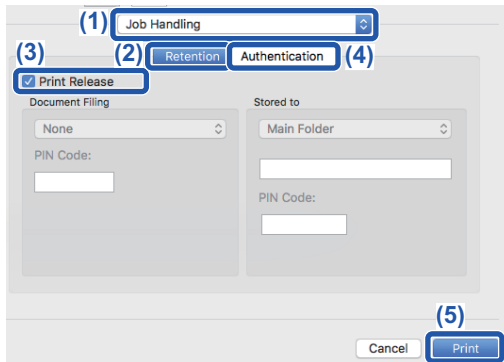 (1) Job Handling
(3) (2) Retention Authentication (4)
Print Release
Document Filing Stored to
None Main Folder
PIN Code:
PIN Code:
(5)
Cancel Print